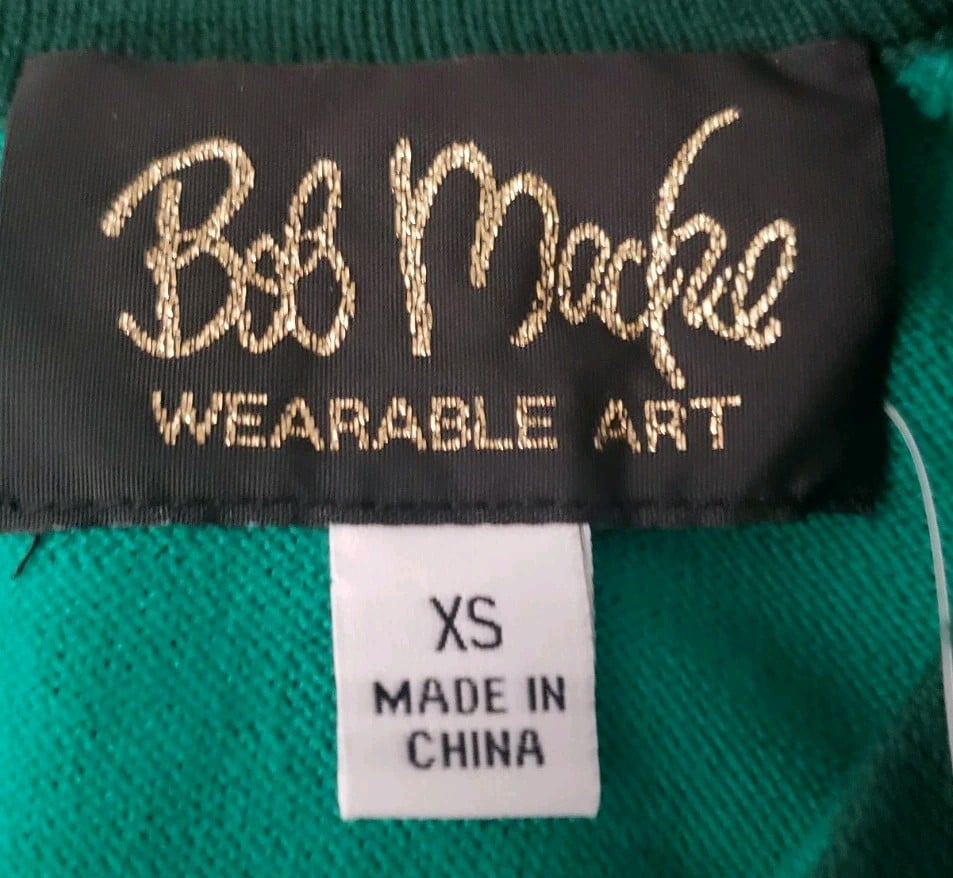 Bob Mackie
WEARABLE ART
XS
MADE IN
CHINA